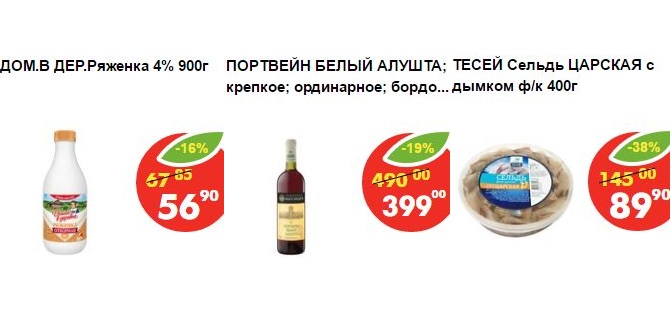 ДОМ.В ДЕР.Ряженка 4% 900г
-16%
67 85
56 90
ПОРТВЕЙН БЕЛЫЙ АЛУШТА;
крепкое; ординарное; бордо...
-19%
490 00
399 00
ТЕСЕЙ Сельдь ЦАРСКАЯ с
дымком ф/к 400г
СЕЛЬДЬ
-38%
145 00
89 90